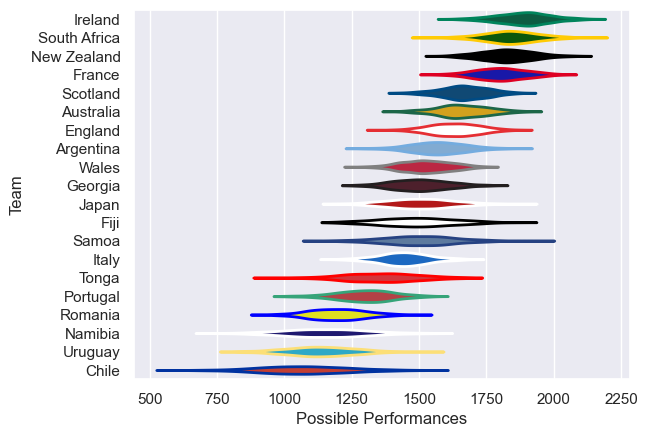 Ireland
South Africa
New Zealand
France
Scotland
Australia
England
Argentina
Wales
Georgia
Japan
Fiji
Samoa
Italy
Tonga
Portugal
Romania
Namibia
Uruguay
Chile
Team
500 750 1000 1250 1500 1750 2000 2250
Possible Performances